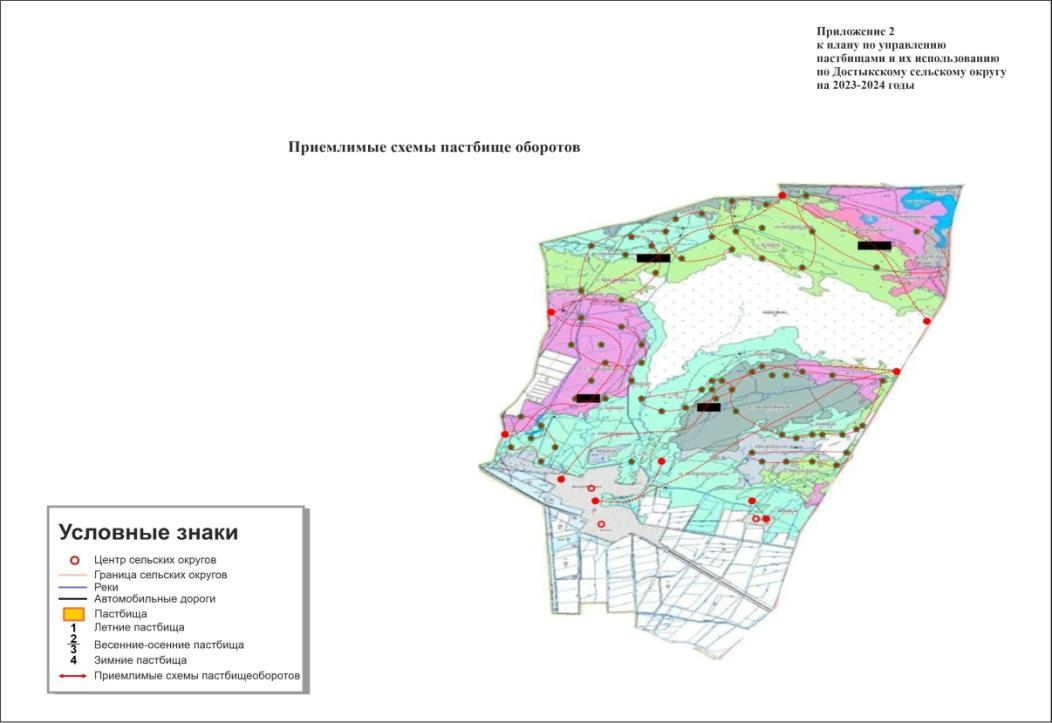 Приложение 2
к плану по управлению
пастбищами и их использованию
по Достыкскому сельскому округу
на 2023-2024 годы
Приемлимые схемы пастбище оборотов
Условные знаки
Центр сельских округов
Граница сельских округов
Реки
Автомобильные дороги
Пастбища
1 Летние пастбища
2
3 Весенние-осенние пастбища
4 Зимние пастбища
Приемлимые схемы пастбищеоборотов